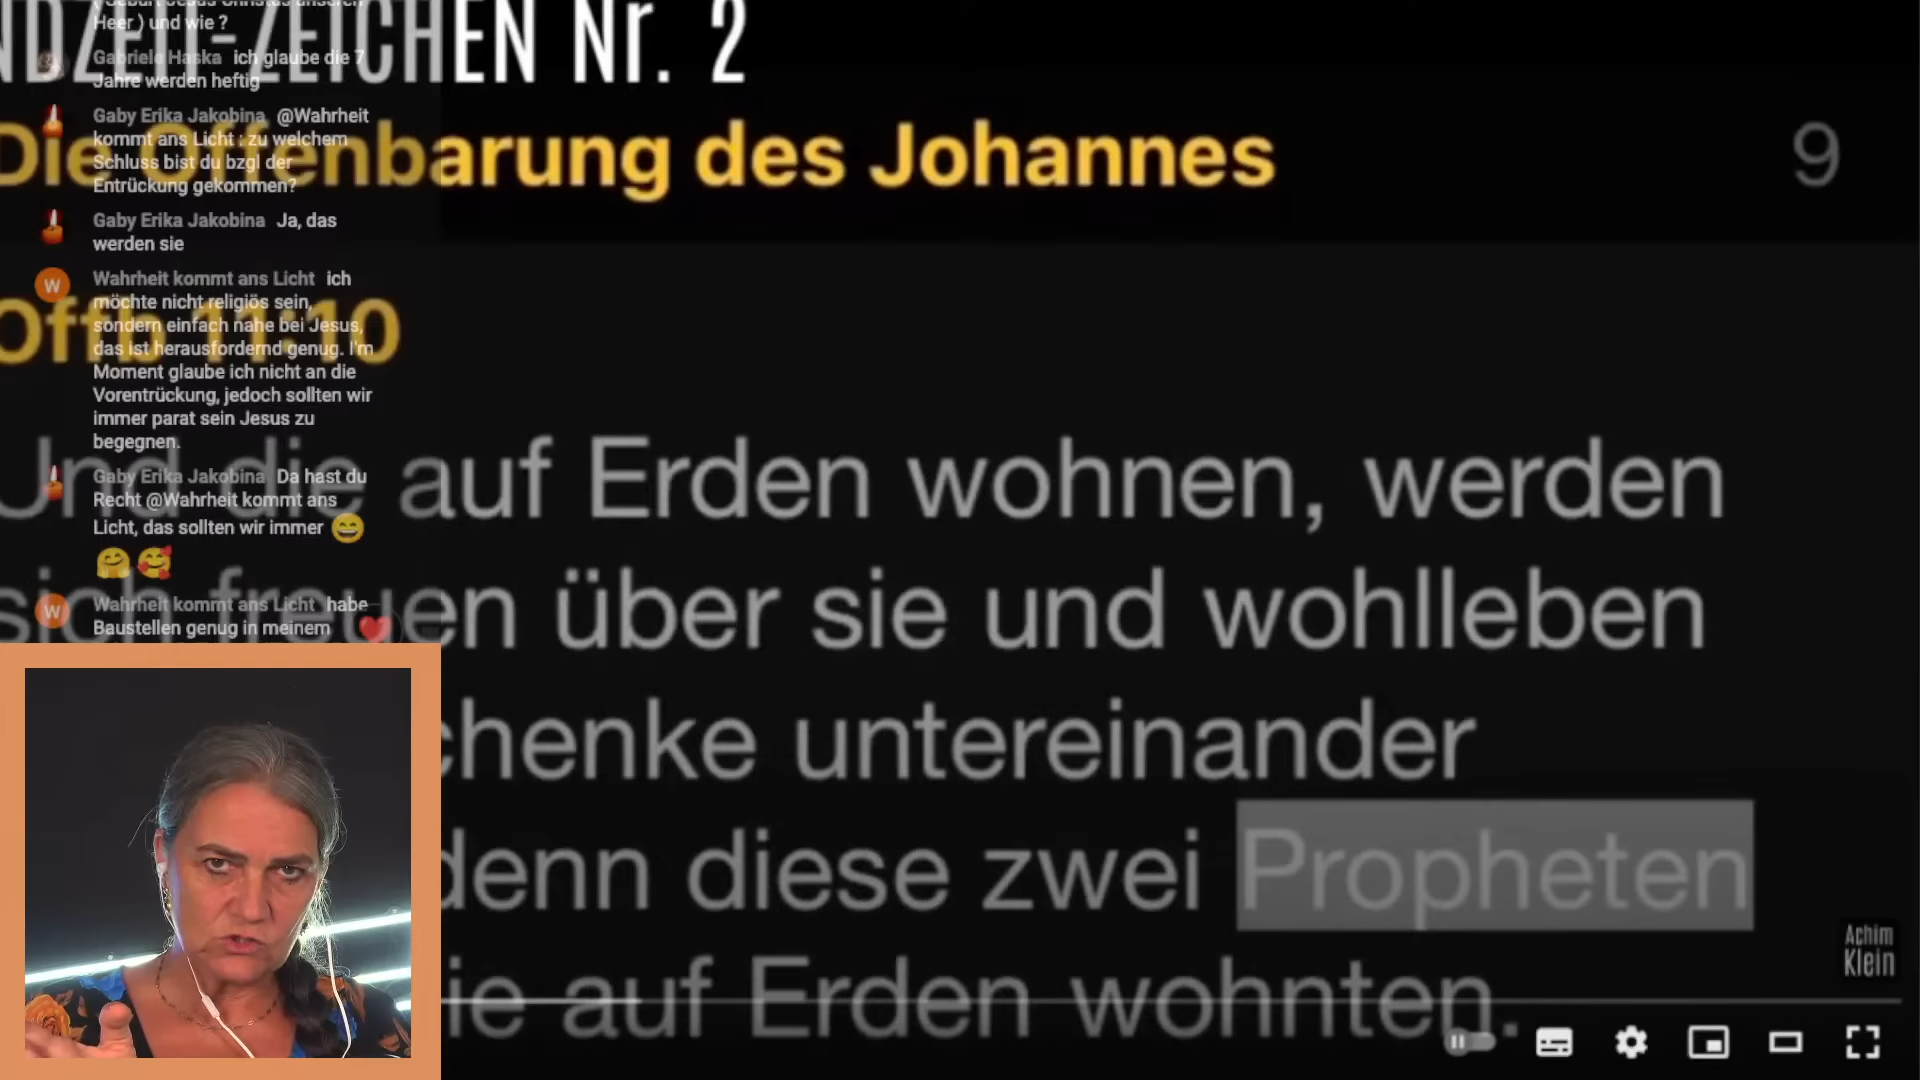 Heer ) und wie ?
Gabriele Haska ich glaube die 7
Jahre werden heftig
Gaby Erika Jakobina @Wahrheit
kommt ans Licht : zu welchem
Schluss bist du bzgl der
Entrückung gekommen?
Gaby Erika Jakobina Ja, das
werden sie
W
Wahrheit kommt ans Licht ich
möchte nicht religiös sein,
sondern einfach nahe bei Jesus,
das ist herausfordernd genug. I'm
Moment glaube ich nicht an die
Vorentrückung, jedoch sollten wir
immer parat sein Jesus zu
begegnen.
Gaby Erika Jakobina Da hast du
Recht @Wahrheit kommt ans
Licht, das sollten wir immer 😄
🤗🥰
W
Wahrheit kommt ans Licht habe
Baustellen genug in meinem
NDZEIT-ZEICHEN Nr. 2
Die Offenbarung des Johannes
9
Offb 11:10
Und die auf Erden wohnen, werden
sich freuen über sie und wohlleben
chenke untereinander
denn diese zwei Propheten
ie auf Erden wohnten.
Achim
Klein